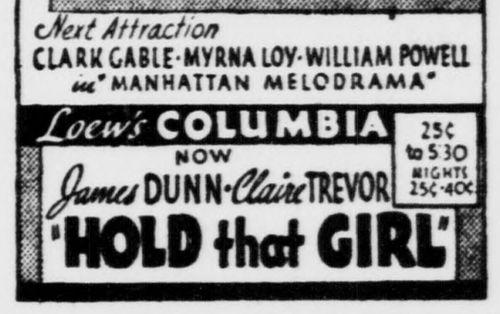 Next Attraction
CLARK GABLE · MYRNA LOY · WILLIAM POWELL
in "MANHATTAN MELODRAMA"
Loew's COLUMBIA
25¢
to 5:30
NIGHTS
25¢-40¢
NOW
James DUNN · Claire TREVOR
"HOLD that GIRL"